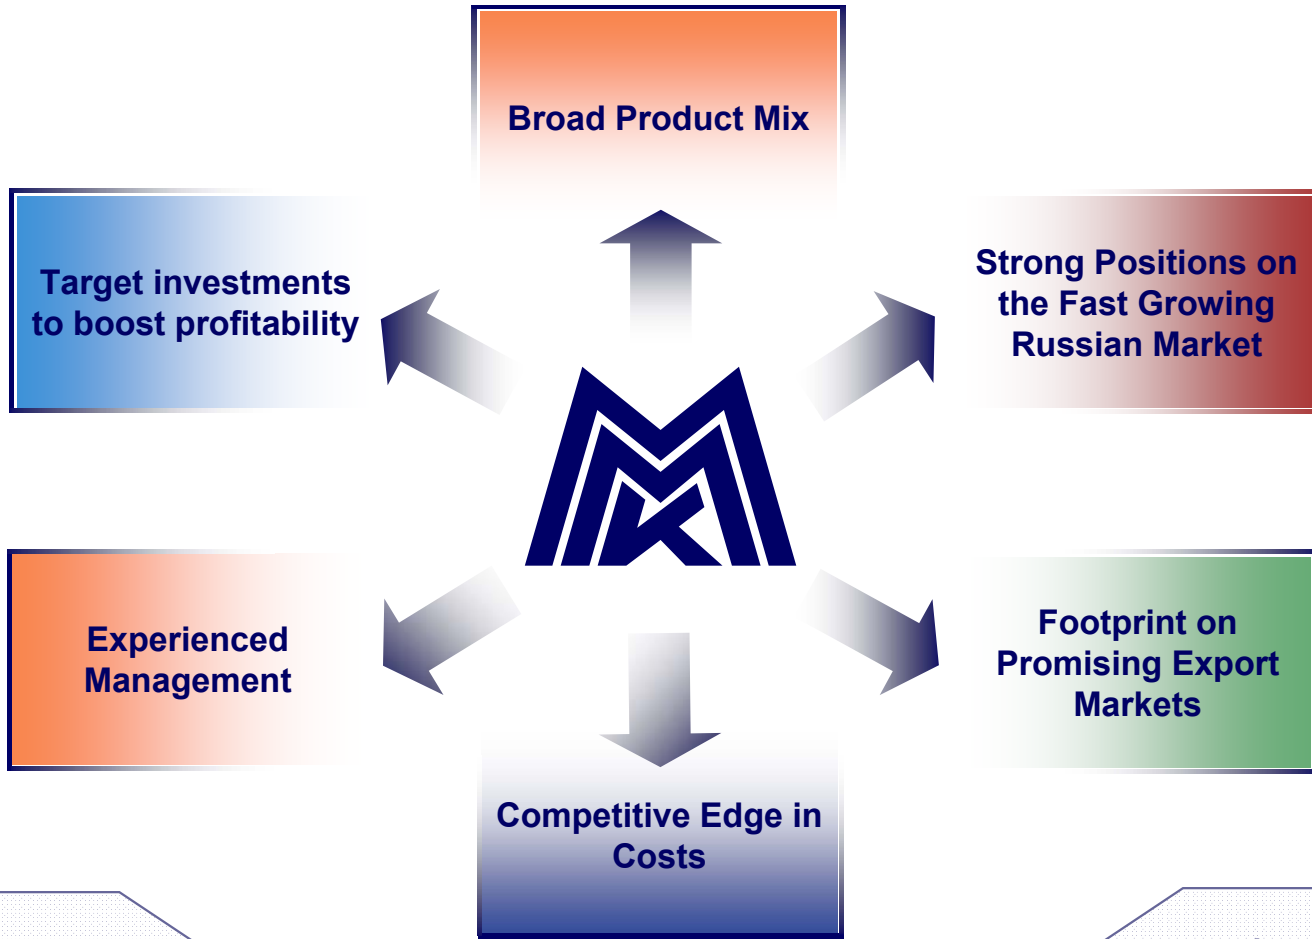 Broad Product Mix
Target investments
to boost profitability
Strong Positions on
the Fast Growing
Russian Market
MMK
Experienced
Management
Footprint on
Promising Export
Markets
Competitive Edge in
Costs